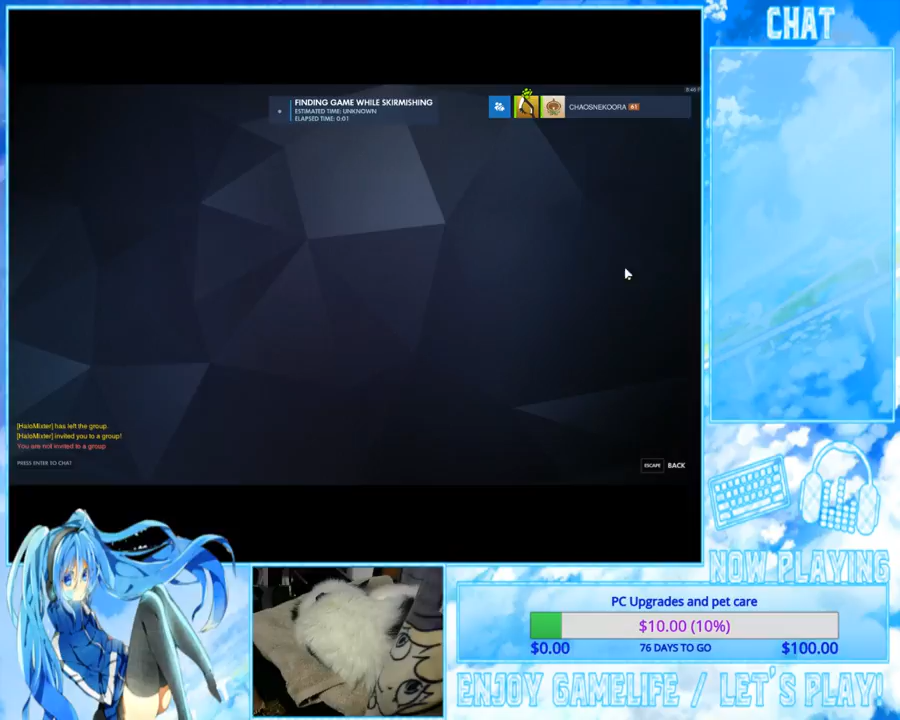 CHAT
FINDING GAME WHILE SKIRMISHING
ESTIMATED TIME: UNKNOWN
ELAPSED TIME: 0:01
CHAOSNEKOORA 61
[HaloMixter] has left the group.
[HaloMixter] invited you to a group!
You are not invited to a group
PRESS ENTER TO CHAT
ESCAPE BACK
NOW PLAYING
PC Upgrades and pet care
$10.00 (10%)
$0.00 76 DAYS TO GO $100.00
ENJOY GAMELIFE / LET'S PLAY!